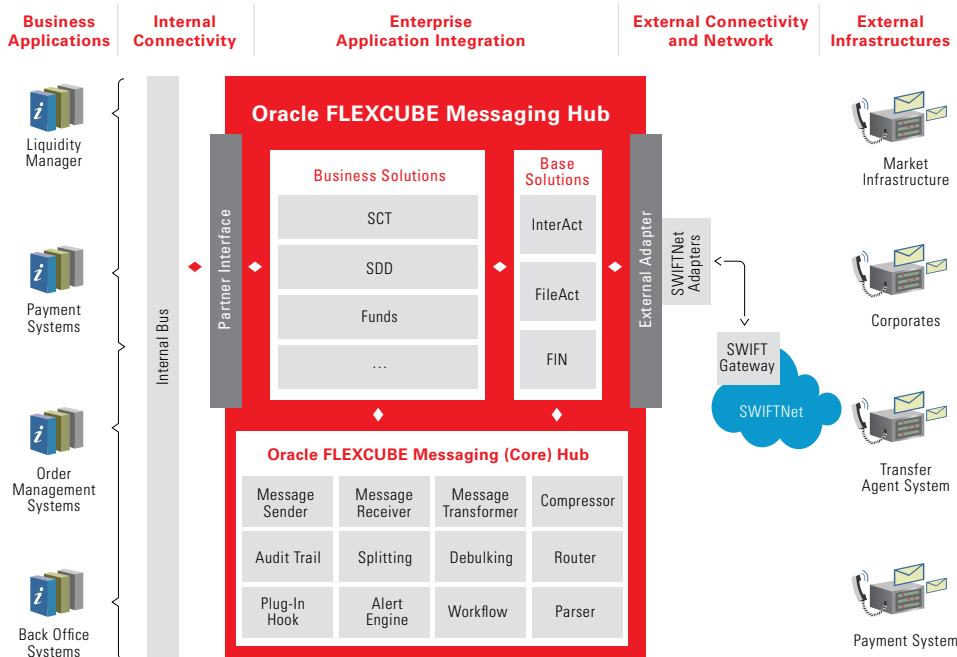 Business
Applications
Internal
Connectivity
Enterprise
Application Integration
External Connectivity
and Network
External
Infrastructures
Liquidity
Manager
Payment
Systems
Order
Management
Systems
Back Office
Systems
Internal Bus
Oracle FLEXCUBE Messaging Hub
Partner Interface
Business Solutions
SCT
SDD
Funds
...
Base
Solutions
InterAct
FileAct
FIN
External Adapter
SWIFTNet
Adapters
SWIFT
Gateway
SWIFTNet
Oracle FLEXCUBE Messaging (Core) Hub
Message
Sender
Message
Receiver
Message
Transformer
Compressor
Audit Trail
Splitting
Debulking
Router
Plug-In
Hook
Alert
Engine
Workflow
Parser
Market
Infrastructure
Corporates
Transfer
Agent System
Payment System